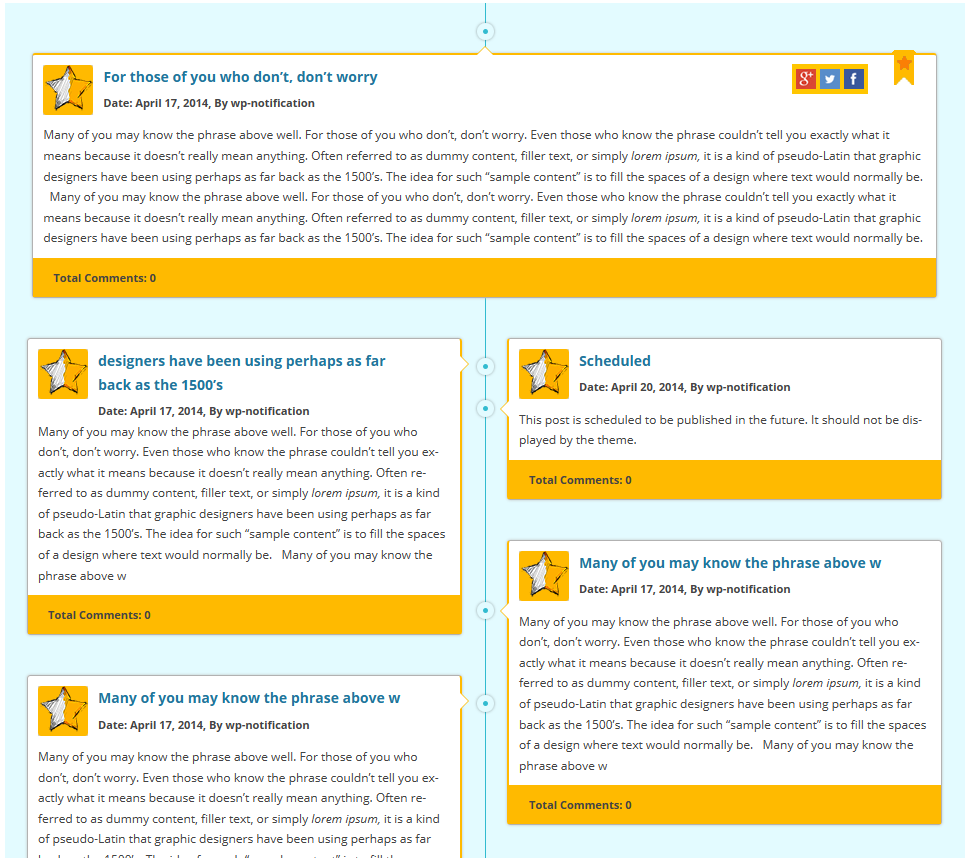 For those of you who don’t, don’t worry
Date: April 17, 2014, By wp-notification
Many of you may know the phrase above well. For those of you who don’t, don’t worry. Even those who know the phrase couldn’t tell you exactly what it
means because it doesn’t really mean anything. Often referred to as dummy content, filler text, or simply lorem ipsum, it is a kind of pseudo-Latin that graphic
designers have been using perhaps as far back as the 1500’s. The idea for such “sample content” is to fill the spaces of a design where text would normally be.
Many of you may know the phrase above well. For those of you who don’t, don’t worry. Even those who know the phrase couldn’t tell you exactly what it
means because it doesn’t really mean anything. Often referred to as dummy content, filler text, or simply lorem ipsum, it is a kind of pseudo-Latin that graphic
designers have been using perhaps as far back as the 1500’s. The idea for such “sample content” is to fill the spaces of a design where text would normally be.
Total Comments: 0
designers have been using perhaps as far
back as the 1500’s
Date: April 17, 2014, By wp-notification
Many of you may know the phrase above well. For those of you who
don’t, don’t worry. Even those who know the phrase couldn’t tell you ex-
actly what it means because it doesn’t really mean anything. Often re-
ferred to as dummy content, filler text, or simply lorem ipsum, it is a kind
of pseudo-Latin that graphic designers have been using perhaps as far
back as the 1500’s. The idea for such “sample content” is to fill the spaces
of a design where text would normally be.   Many of you may know the
phrase above w
Total Comments: 0
Scheduled
Date: April 20, 2014, By wp-notification
This post is scheduled to be published in the future. It should not be dis-
played by the theme.
Total Comments: 0
Many of you may know the phrase above w
Date: April 17, 2014, By wp-notification
Many of you may know the phrase above well. For those of you who
don’t, don’t worry. Even those who know the phrase couldn’t tell you ex-
actly what it means because it doesn’t really mean anything. Often re-
ferred to as dummy content, filler text, or simply lorem ipsum, it is a kind
of pseudo-Latin that graphic designers have been using perhaps as far
back as the 1500’s. The idea for such “sample content” is to fill the spaces
of a design where text would normally be.   Many of you may know the
phrase above w
Total Comments: 0
Many of you may know the phrase above w
Date: April 17, 2014, By wp-notification
Many of you may know the phrase above well. For those of you who
don’t, don’t worry. Even those who know the phrase couldn’t tell you ex-
actly what it means because it doesn’t really mean anything. Often re-
ferred to as dummy content, filler text, or simply lorem ipsum, it is a kind
of pseudo-Latin that graphic designers have been using perhaps as far